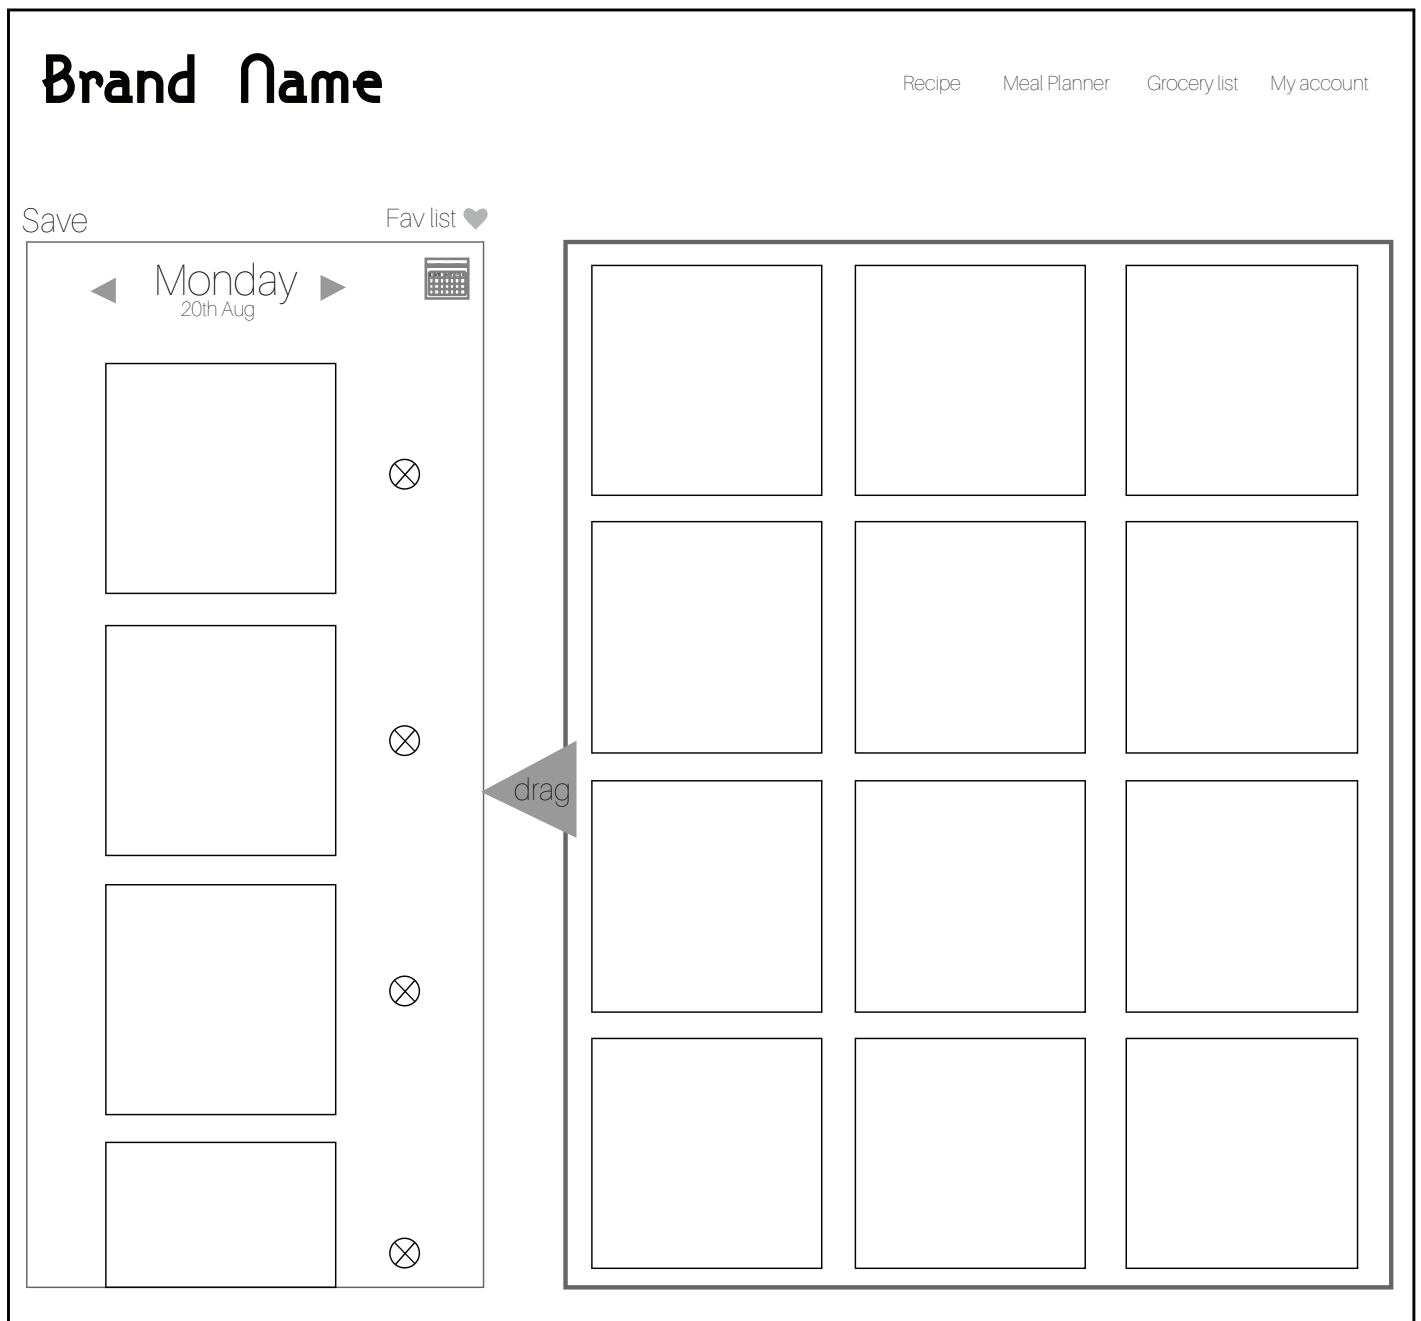 Brand Name
Recipe Meal Planner Grocery list My account
Save
Fav list
Monday
20th Aug
drag